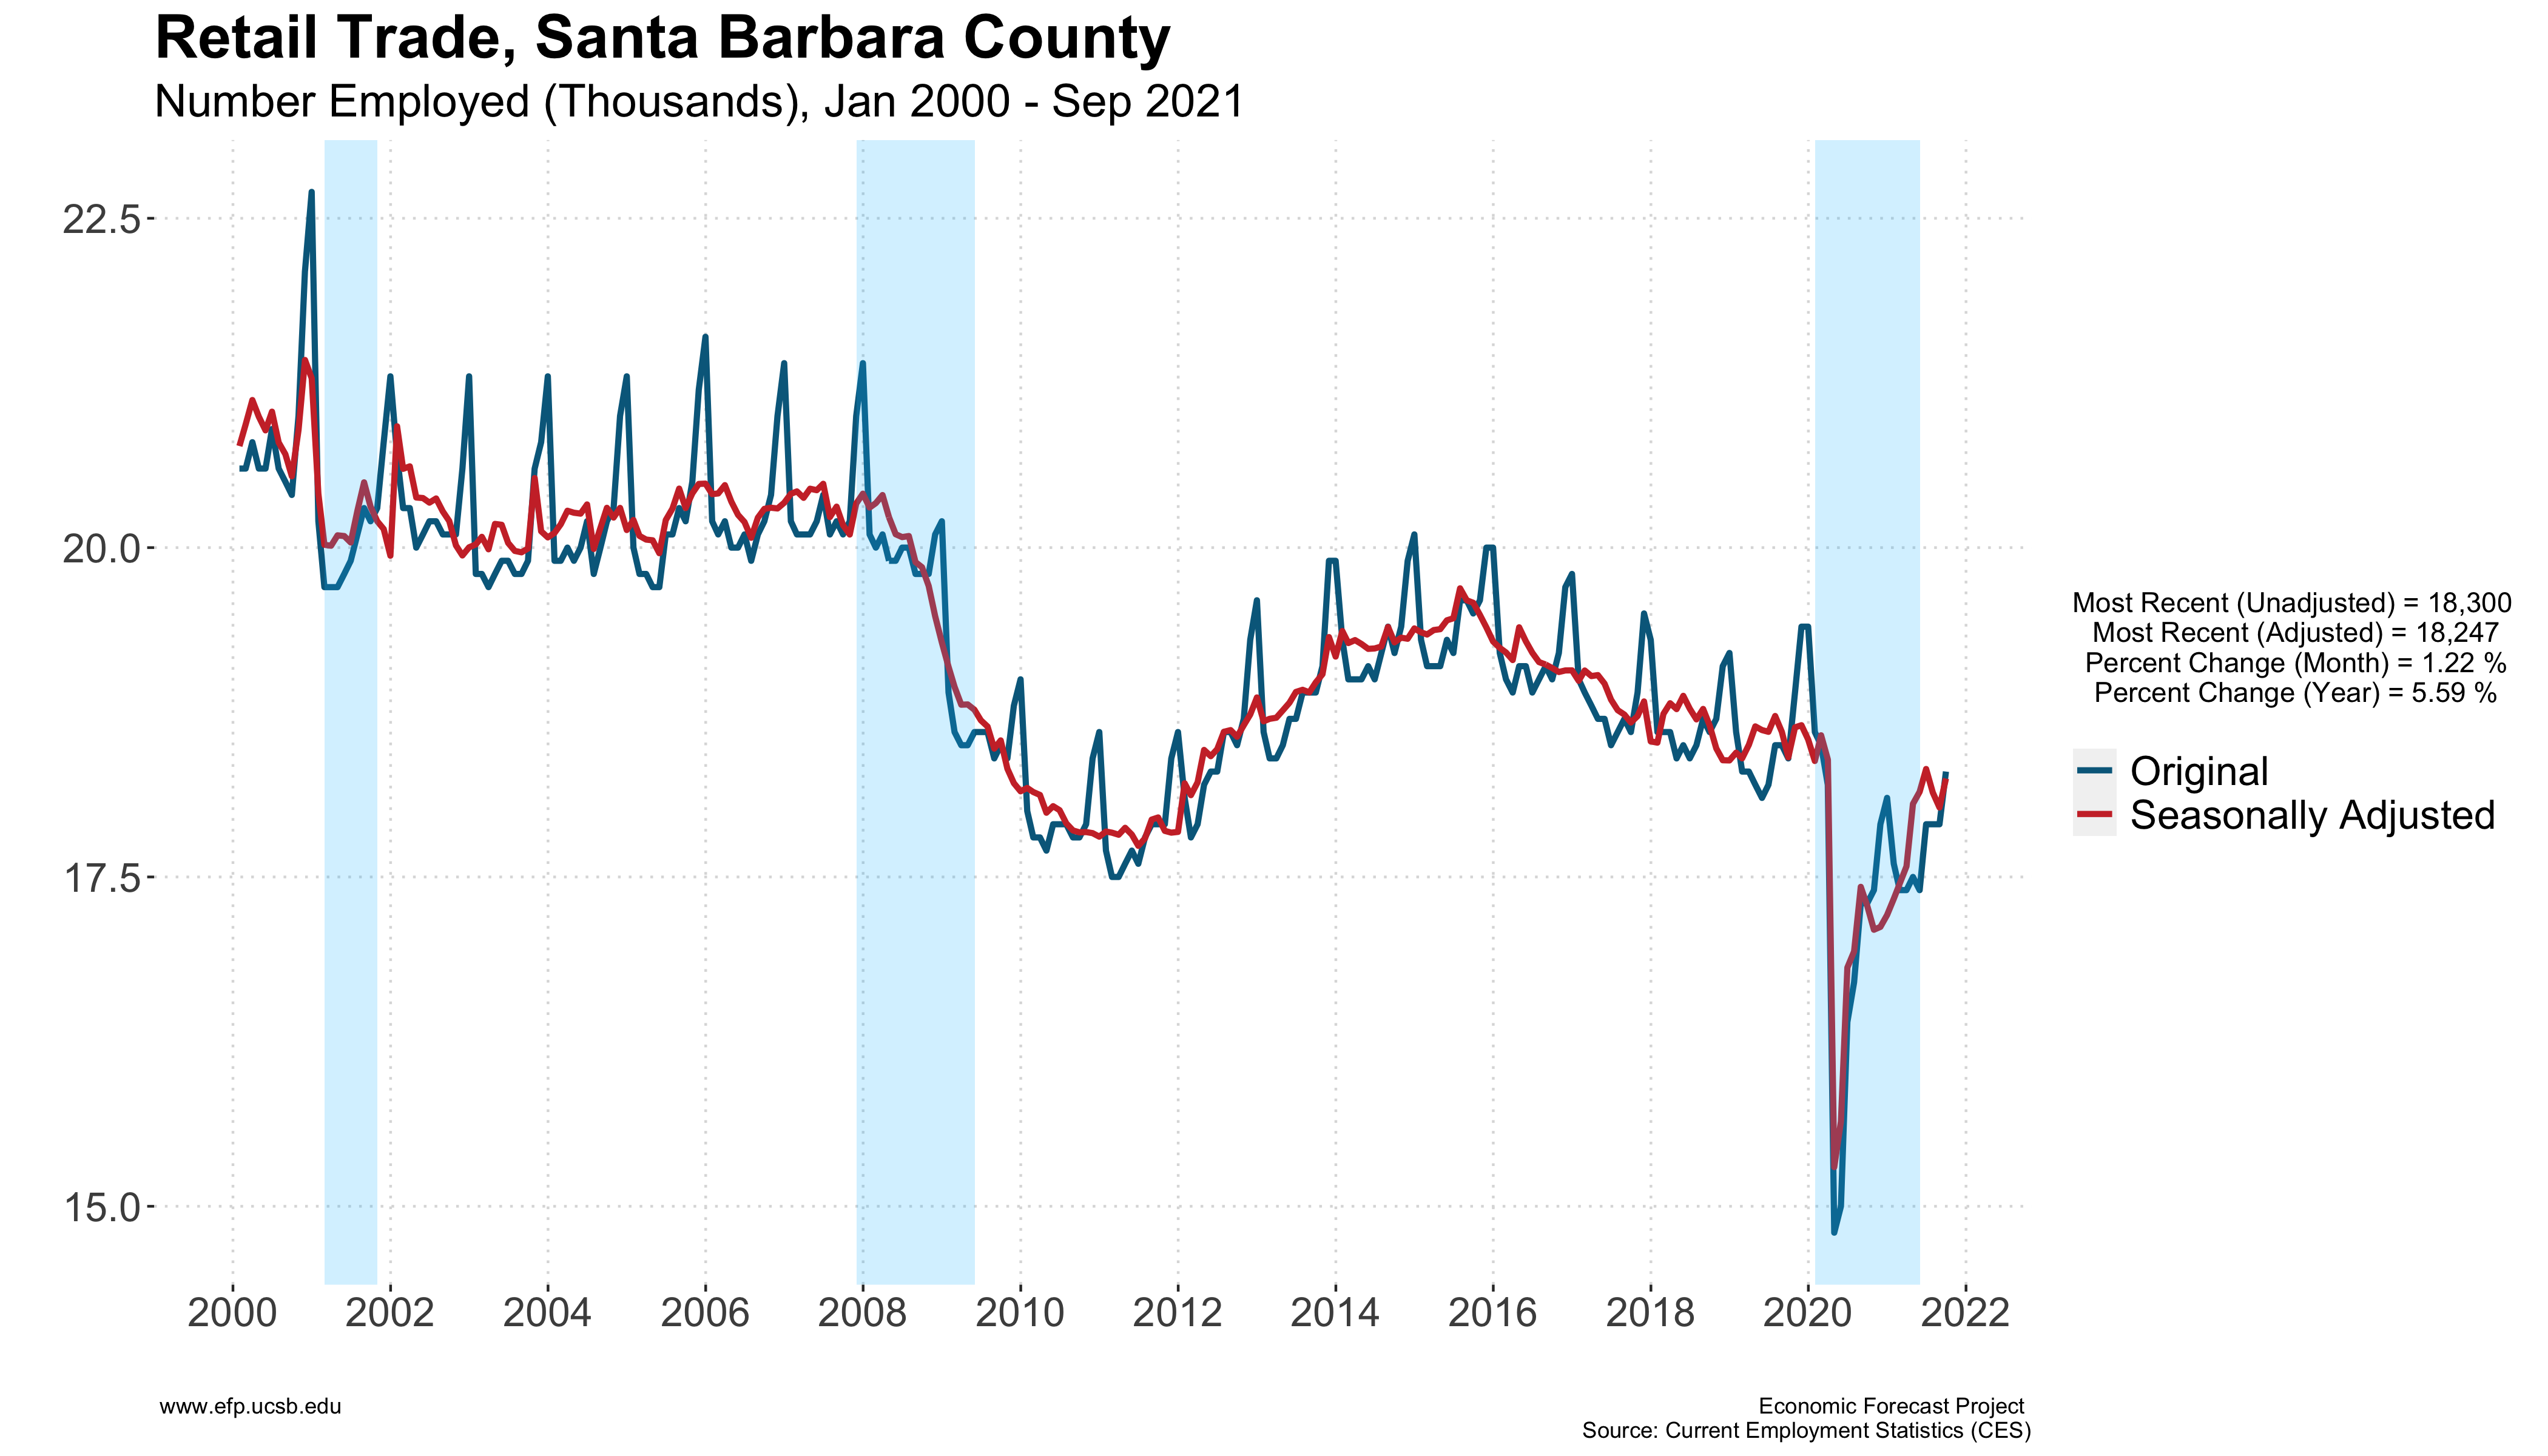 Retail Trade, Santa Barbara County
Number Employed (Thousands), Jan 2000 - Sep 2021
22.5
20.0
17.5
15.0
2000 2002 2004 2006 2008 2010 2012 2014 2016 2018 2020 2022
Most Recent (Unadjusted) = 18,300
Most Recent (Adjusted) = 18,247
Percent Change (Month) = 1.22 %
Percent Change (Year) = 5.59 %
Original
Seasonally Adjusted
www.efp.ucsb.edu
Economic Forecast Project
Source: Current Employment Statistics (CES)